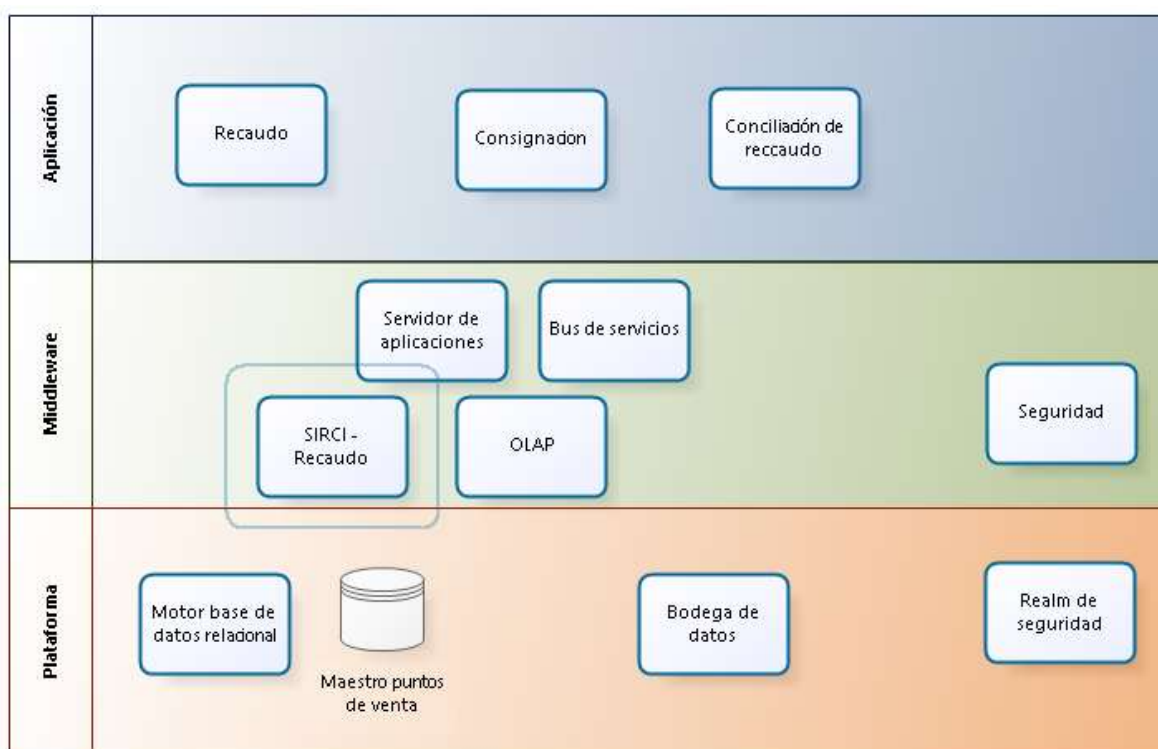 Aplicación
Recaudo
Consignacion
Conciliación de
reccaudo
Middleware
Servidor de
aplicaciones
Bus de servicios
SIRCI -
Recaudo
OLAP
Seguridad
Plataforma
Motor base de
datos relacional
Maestro puntos
de venta
Bodega de
datos
Realm de
seguridad